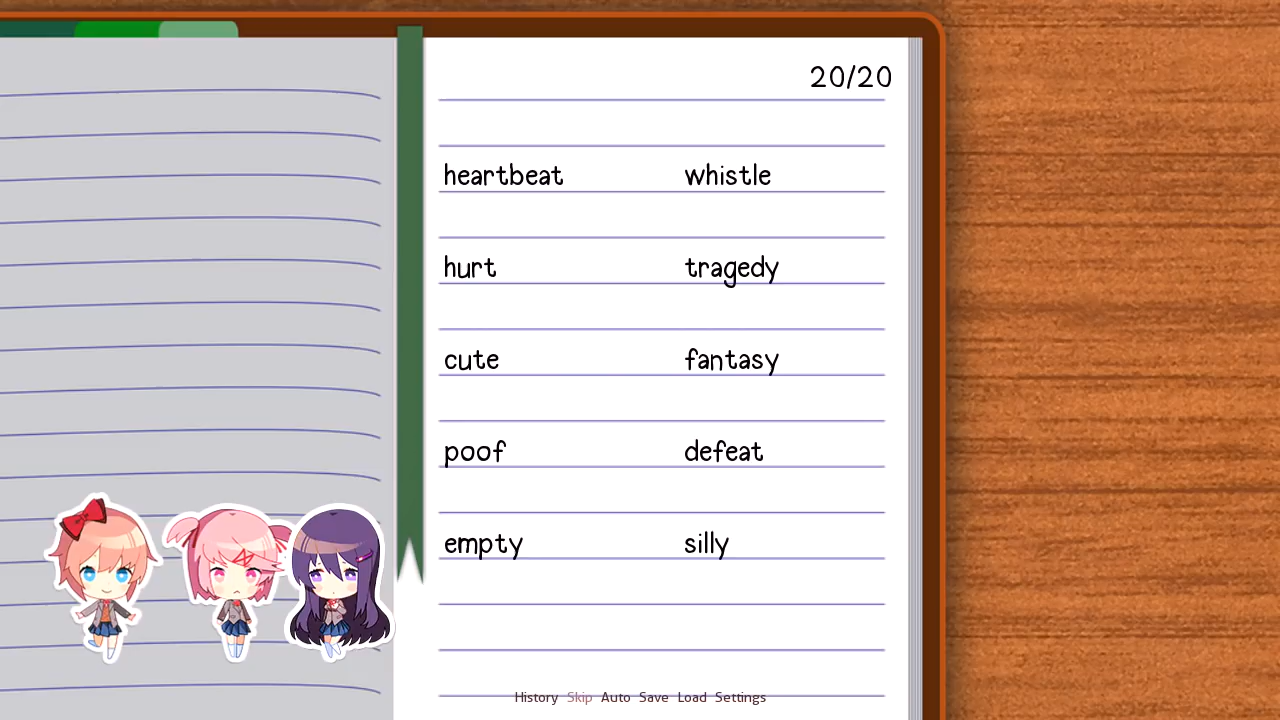 20/20
heartbeat whistle
hurt tragedy
cute fantasy
poof defeat
empty silly
History Skip Auto Save Load Settings